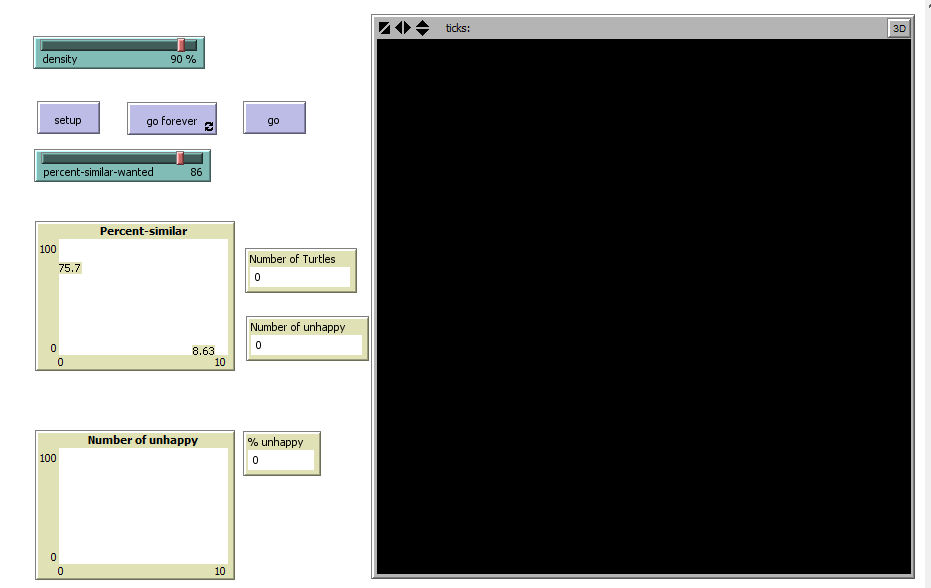 ticks:
3D
density
90 %
setup
go forever
go
percent-similar-wanted
86
Percent-similar
100
75.7
0
8.63
0
10
Number of Turtles
0
Number of unhappy
0
Number of unhappy
100
0
0
10
% unhappy
0